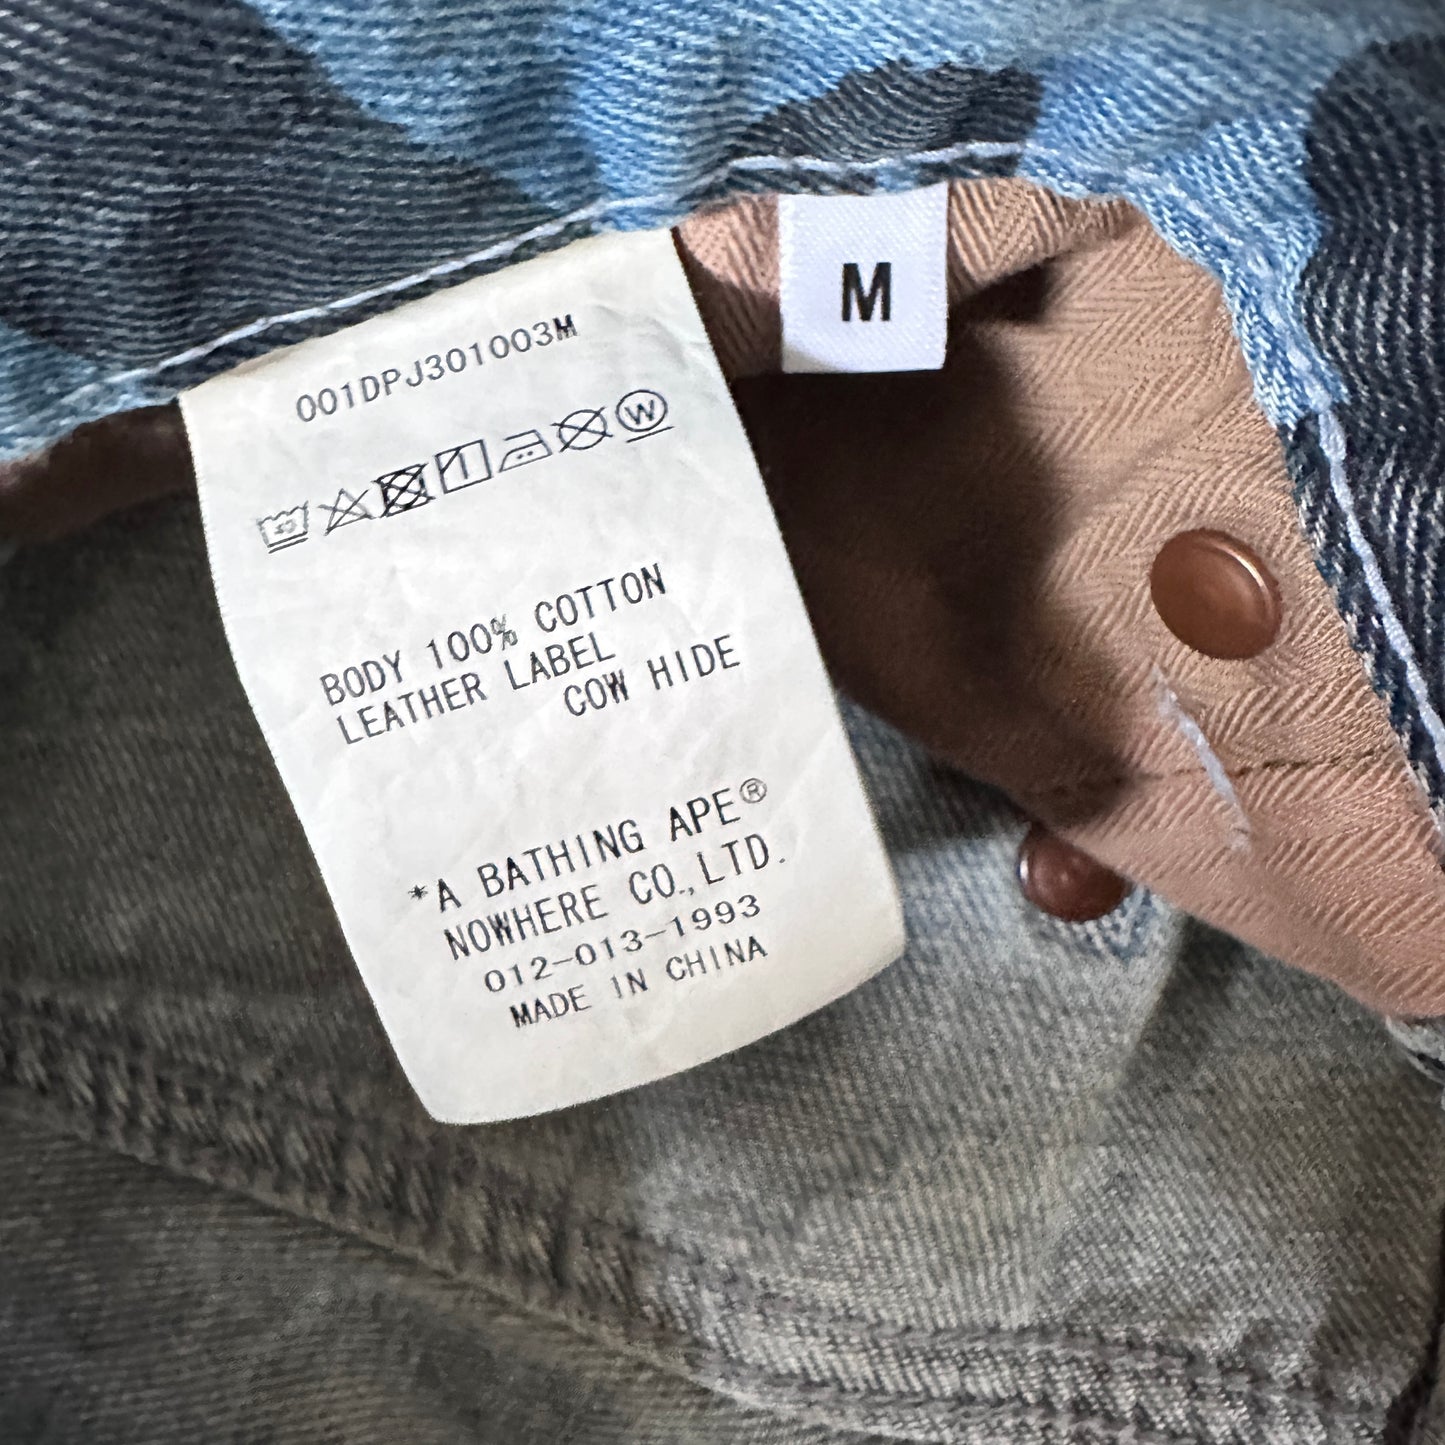 M
001DPJ301003M
40
W
BODY 100% COTTON
LEATHER LABEL
COW HIDE
*A BATHING APE®
NOWHERE CO.,LTD.
012-013-1993
MADE IN CHINA